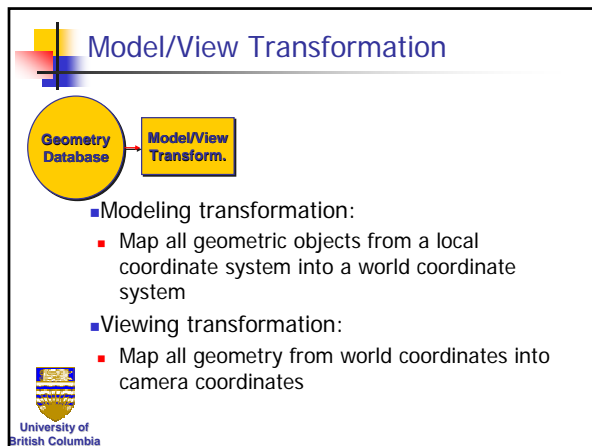 Model/View Transformation
Geometry
Database
Model/View
Transform.
Modeling transformation:
Map all geometric objects from a local
coordinate system into a world coordinate
system
Viewing transformation:
Map all geometry from world coordinates into
camera coordinates
University of
British Columbia